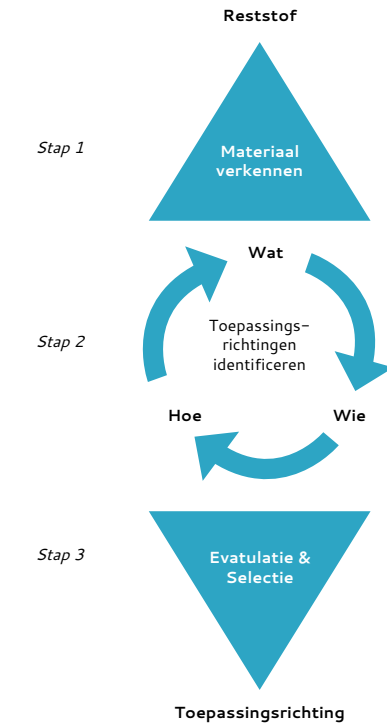 Reststof
Stap 1
Materiaal
verkennen
Wat
Stap 2
Toepassings-
richtingen
identificeren
Hoe
Wie
Stap 3
Evatulatie &
Selectie
Toepassingsrichting